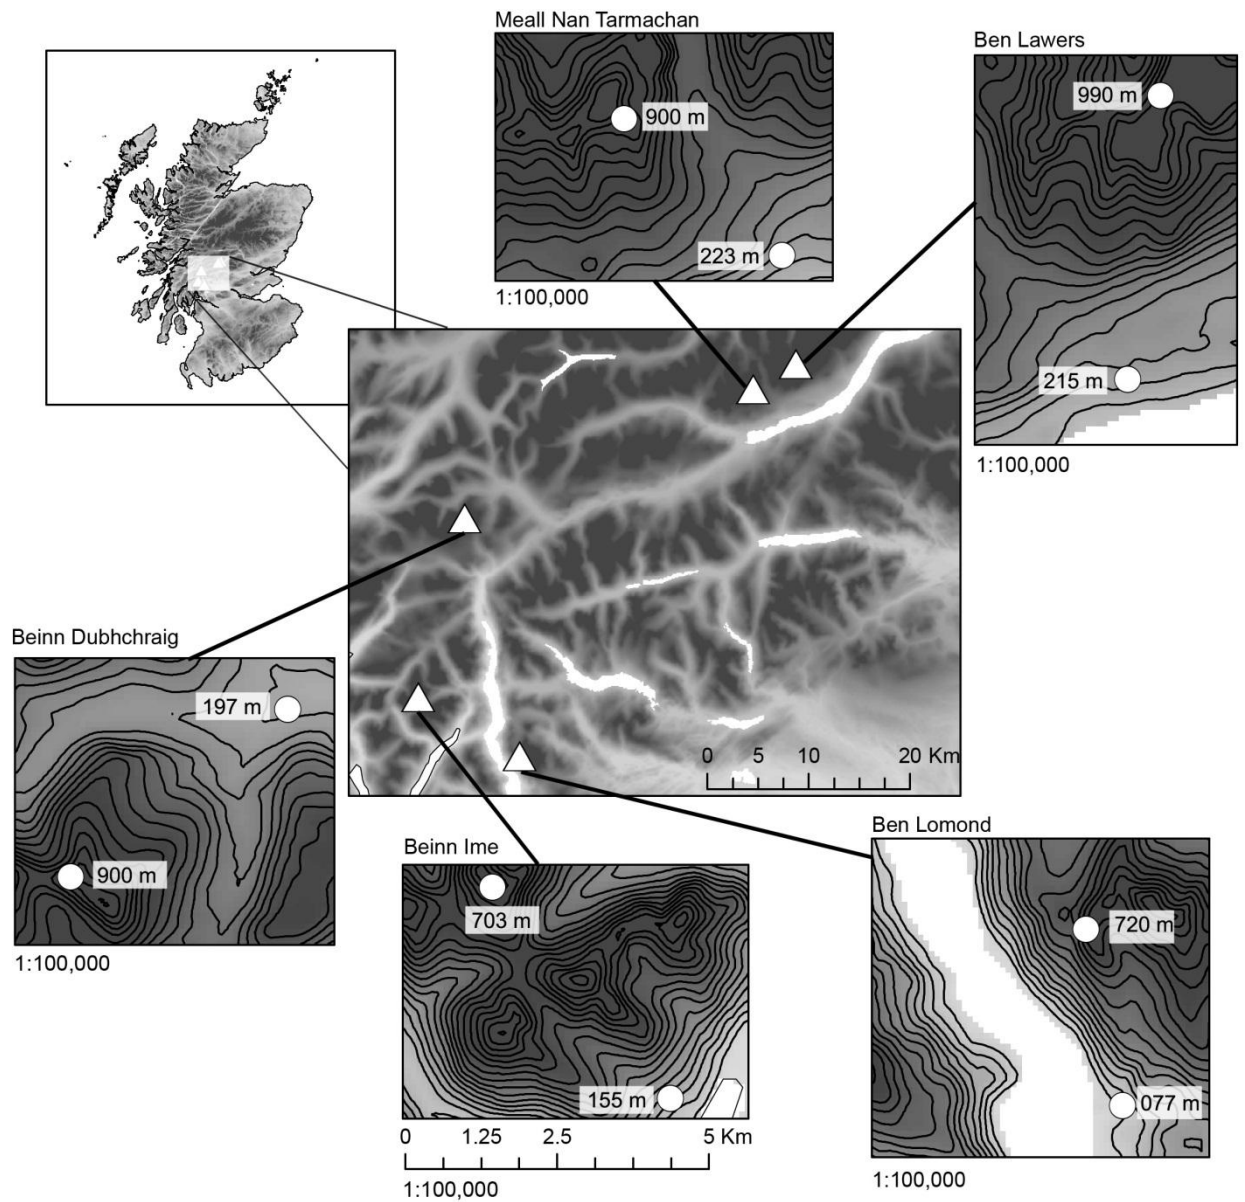 Meall Nan Tarmachan
900 m
223 m
1:100,000
Ben Lawers
990 m
215 m
1:100,000
0 5 10 20 Km
Beinn Dubhchraig
197 m
900 m
1:100,000
Beinn Ime
703 m
155 m
0 1.25 2.5 5 Km
1:100,000
Ben Lomond
720 m
077 m
1:100,000